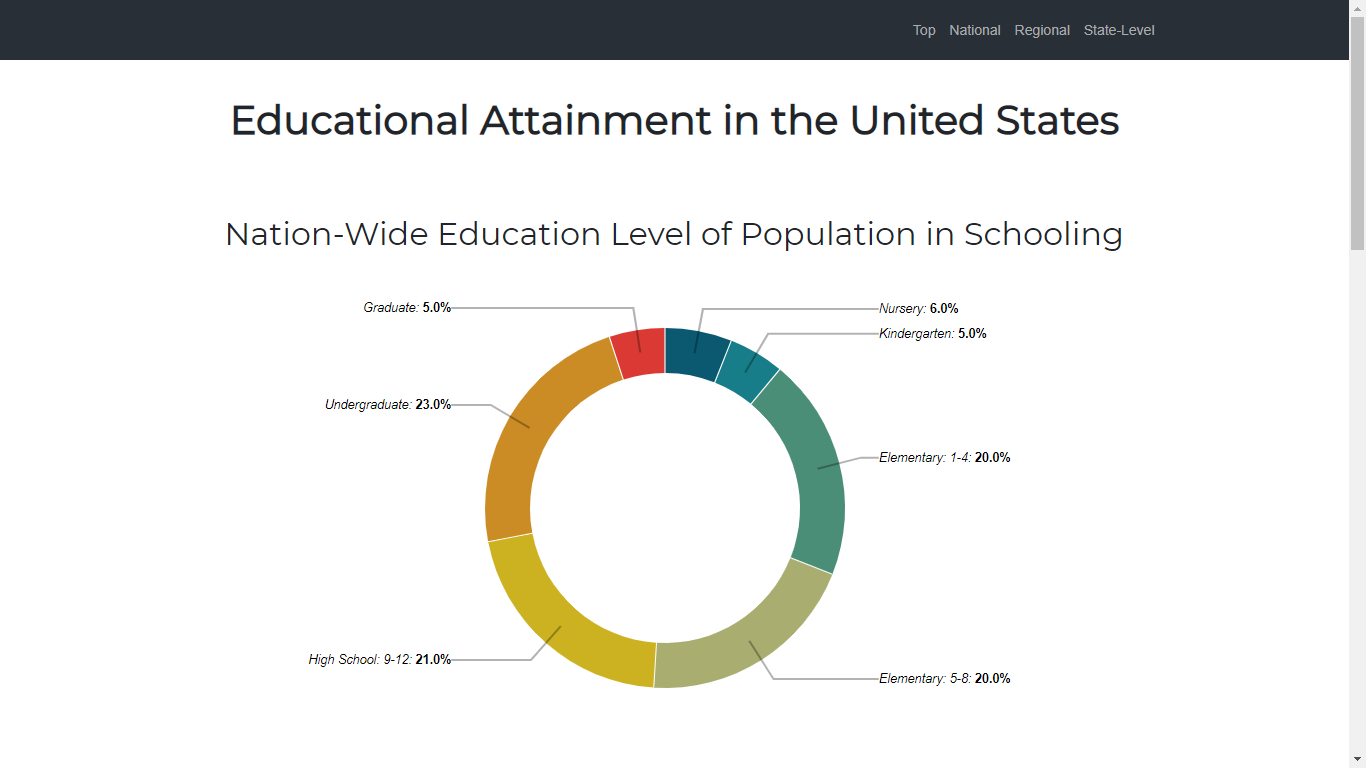 Top National Regional State-Level
Educational Attainment in the United States
Nation-Wide Education Level of Population in Schooling
Graduate: 5.0%
Nursery: 6.0%
Kindergarten: 5.0%
Undergraduate: 23.0%
Elementary: 1-4: 20.0%
High School: 9-12: 21.0%
Elementary: 5-8: 20.0%